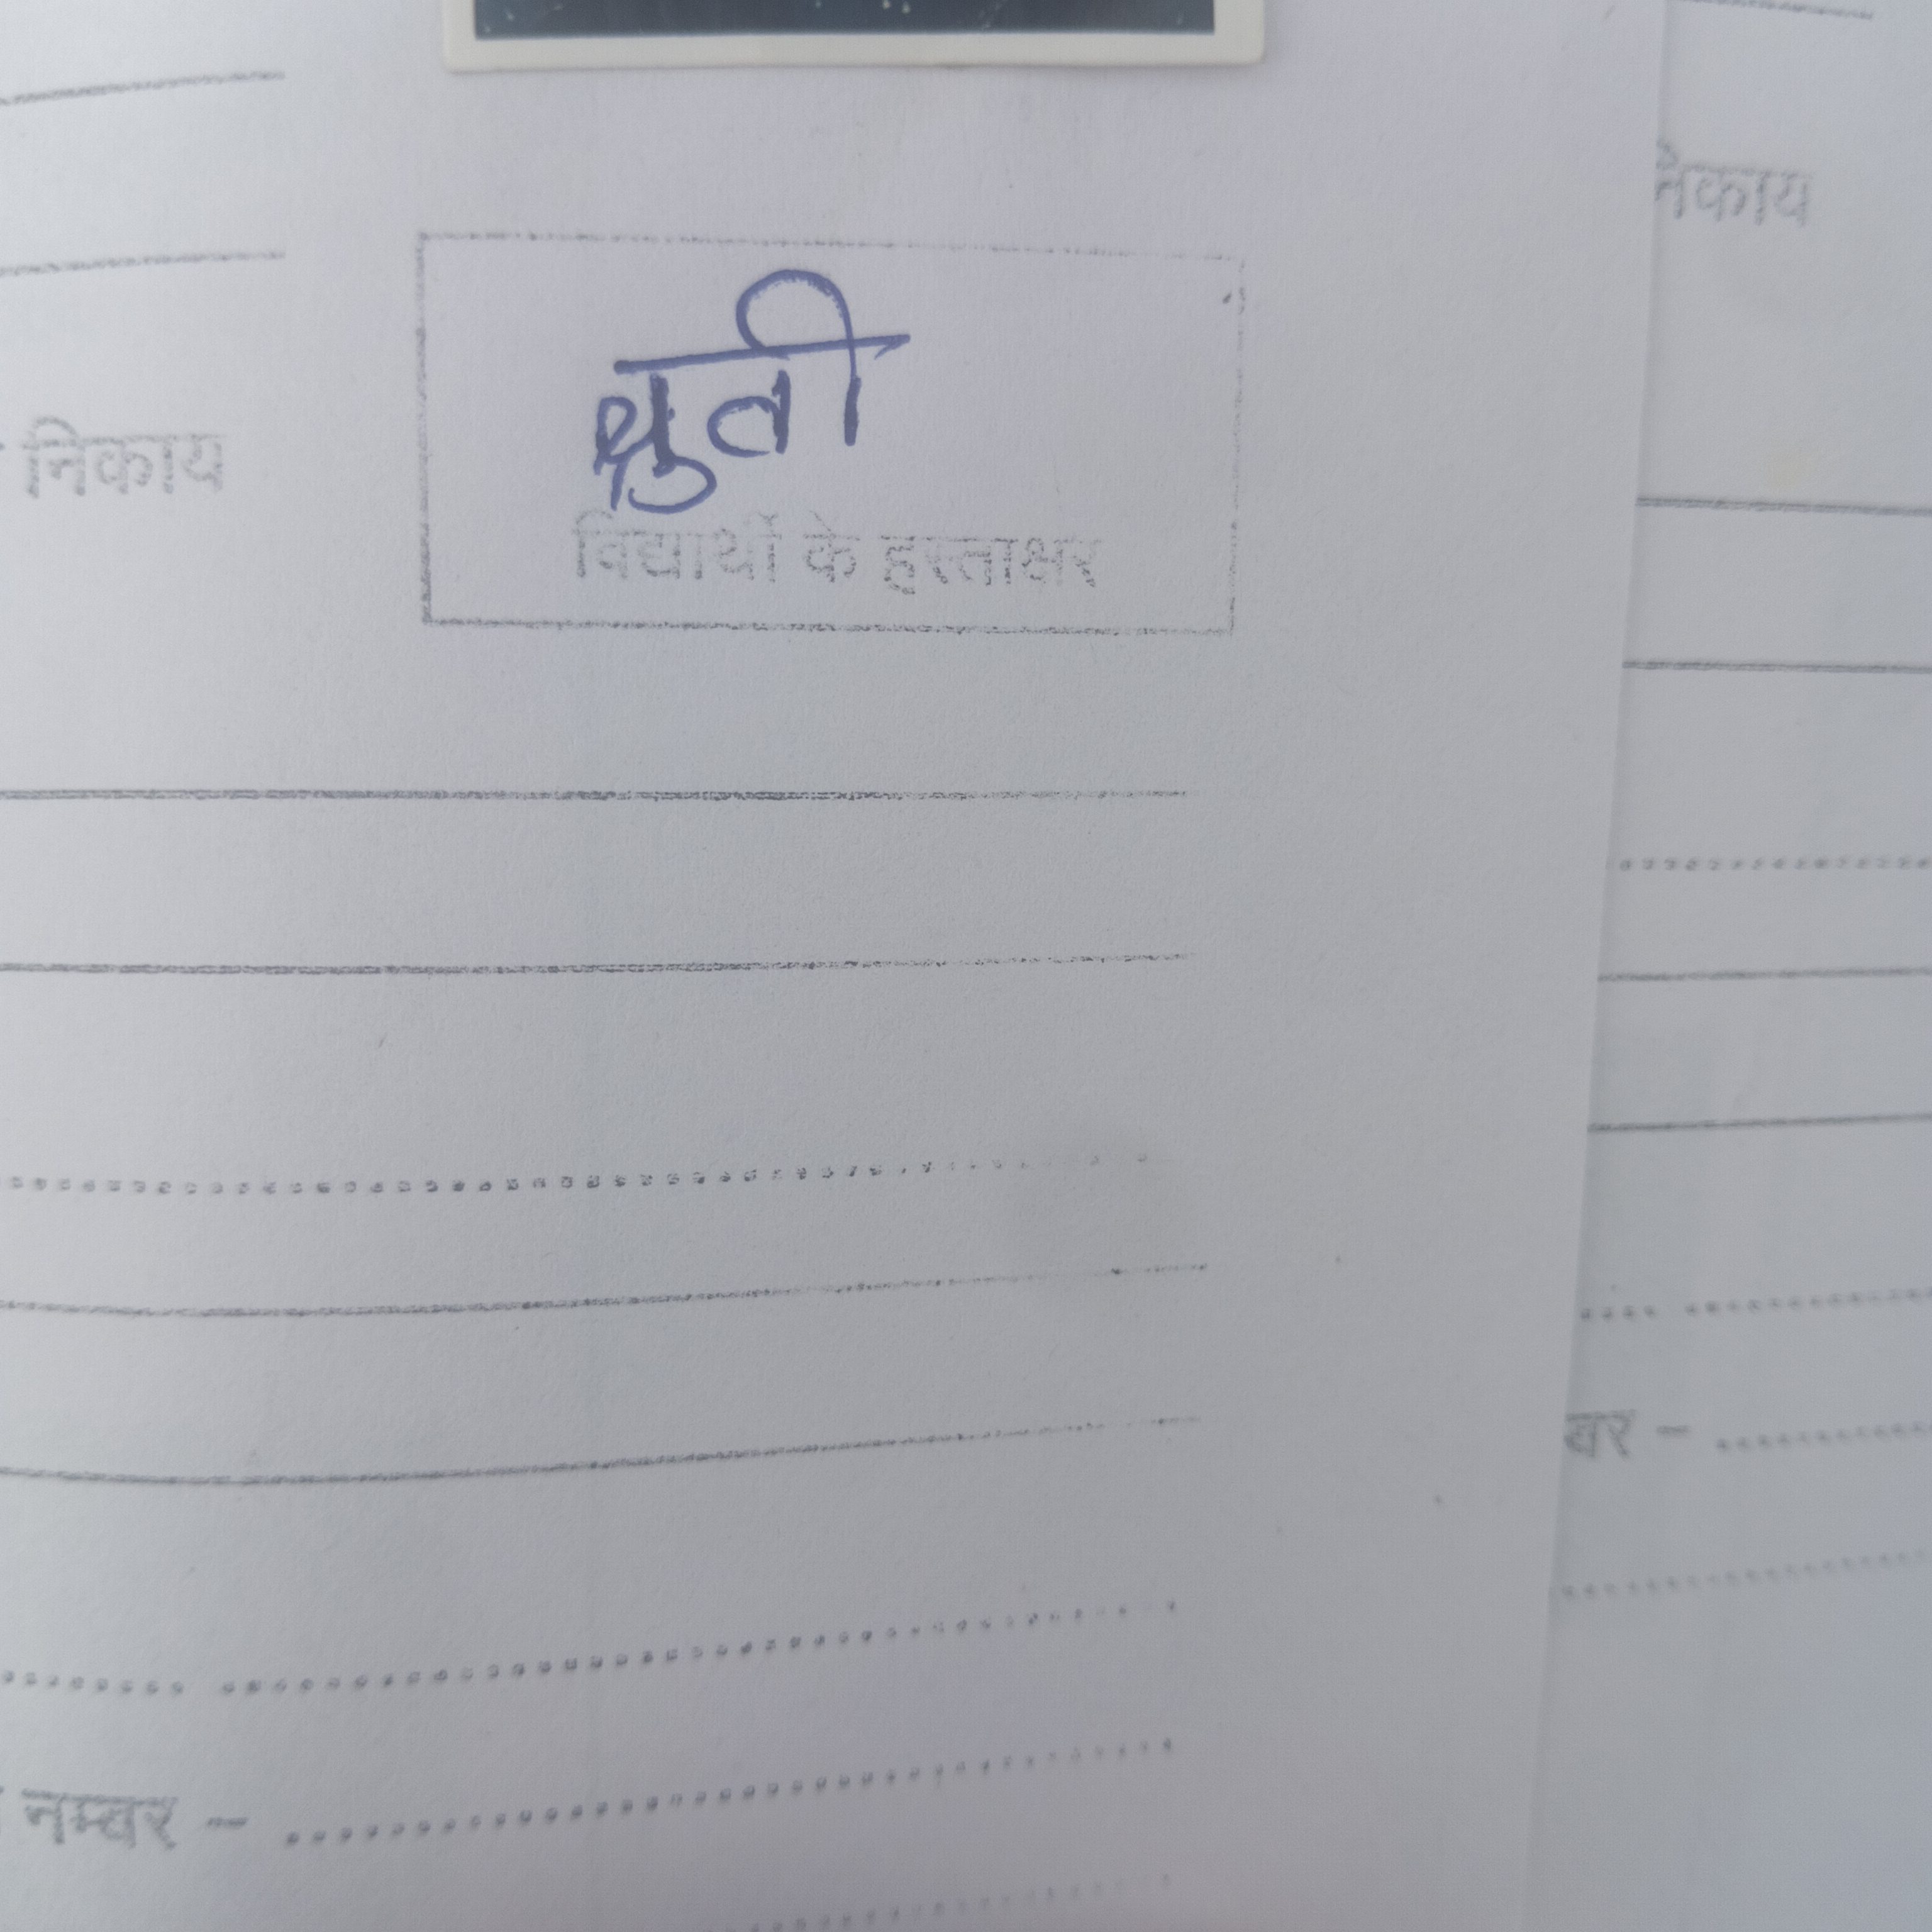 निकाय
निकाय
श्रुती
विद्यार्थी के हस्ताक्षर
नम्बर - ..........
बर - ..........